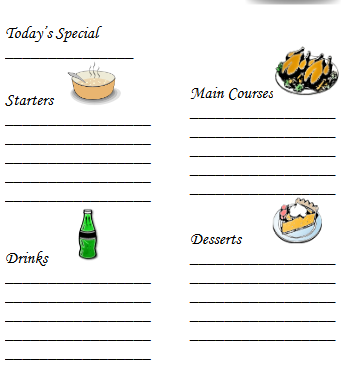 Today's Special
Starters
Main Courses
Drinks
Desserts